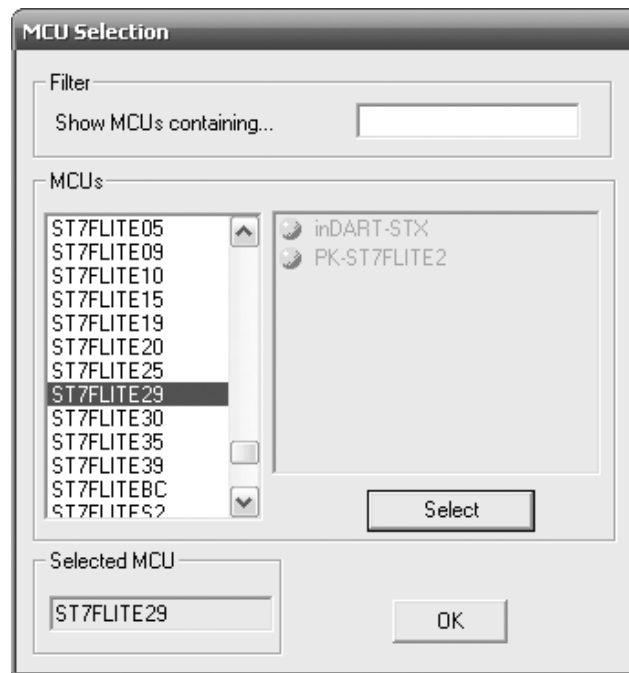 MCU Selection
Filter
Show MCUs containing...
MCUs
ST7FLITE05
ST7FLITE09
ST7FLITE10
ST7FLITE15
ST7FLITE19
ST7FLITE20
ST7FLITE25
ST7FLITE29
ST7FLITE30
ST7FLITE35
ST7FLITE39
ST7FLITEBC
ST7FLITES2
inDART-STX
PK-ST7FLITE2
Select
Selected MCU
ST7FLITE29
OK